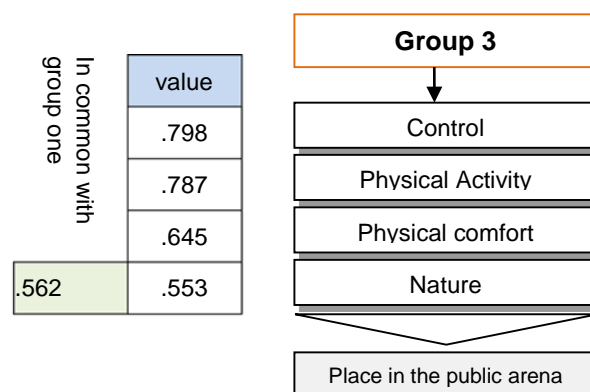 In common with
group one
value
.798
.787
.645
.562
.553
Group 3
Control
Physical Activity
Physical comfort
Nature
Place in the public arena